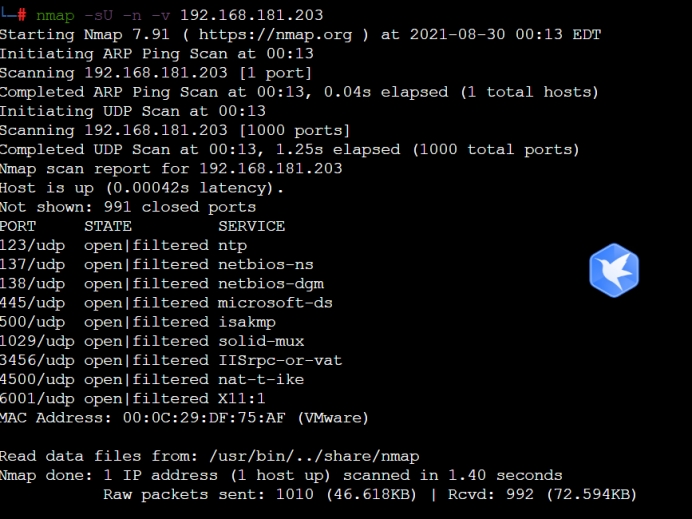 └─# nmap -sU -n -v 192.168.181.203
Starting Nmap 7.91 ( https://nmap.org ) at 2021-08-30 00:13 EDT
Initiating ARP Ping Scan at 00:13
Scanning 192.168.181.203 [1 port]
Completed ARP Ping Scan at 00:13, 0.04s elapsed (1 total hosts)
Initiating UDP Scan at 00:13
Scanning 192.168.181.203 [1000 ports]
Completed UDP Scan at 00:13, 1.25s elapsed (1000 total ports)
Nmap scan report for 192.168.181.203
Host is up (0.00042s latency).
Not shown: 991 closed ports
PORT     STATE         SERVICE
123/udp  open|filtered ntp
137/udp  open|filtered netbios-ns
138/udp  open|filtered netbios-dgm
445/udp  open|filtered microsoft-ds
500/udp  open|filtered isakmp
1029/udp open|filtered solid-mux
3456/udp open|filtered IISrpc-or-vat
4500/udp open|filtered nat-t-ike
6001/udp open|filtered X11:1
MAC Address: 00:0C:29:DF:75:AF (VMware)
Read data files from: /usr/bin/../share/nmap
Nmap done: 1 IP address (1 host up) scanned in 1.40 seconds
           Raw packets sent: 1010 (46.618KB) | Rcvd: 992 (72.594KB)